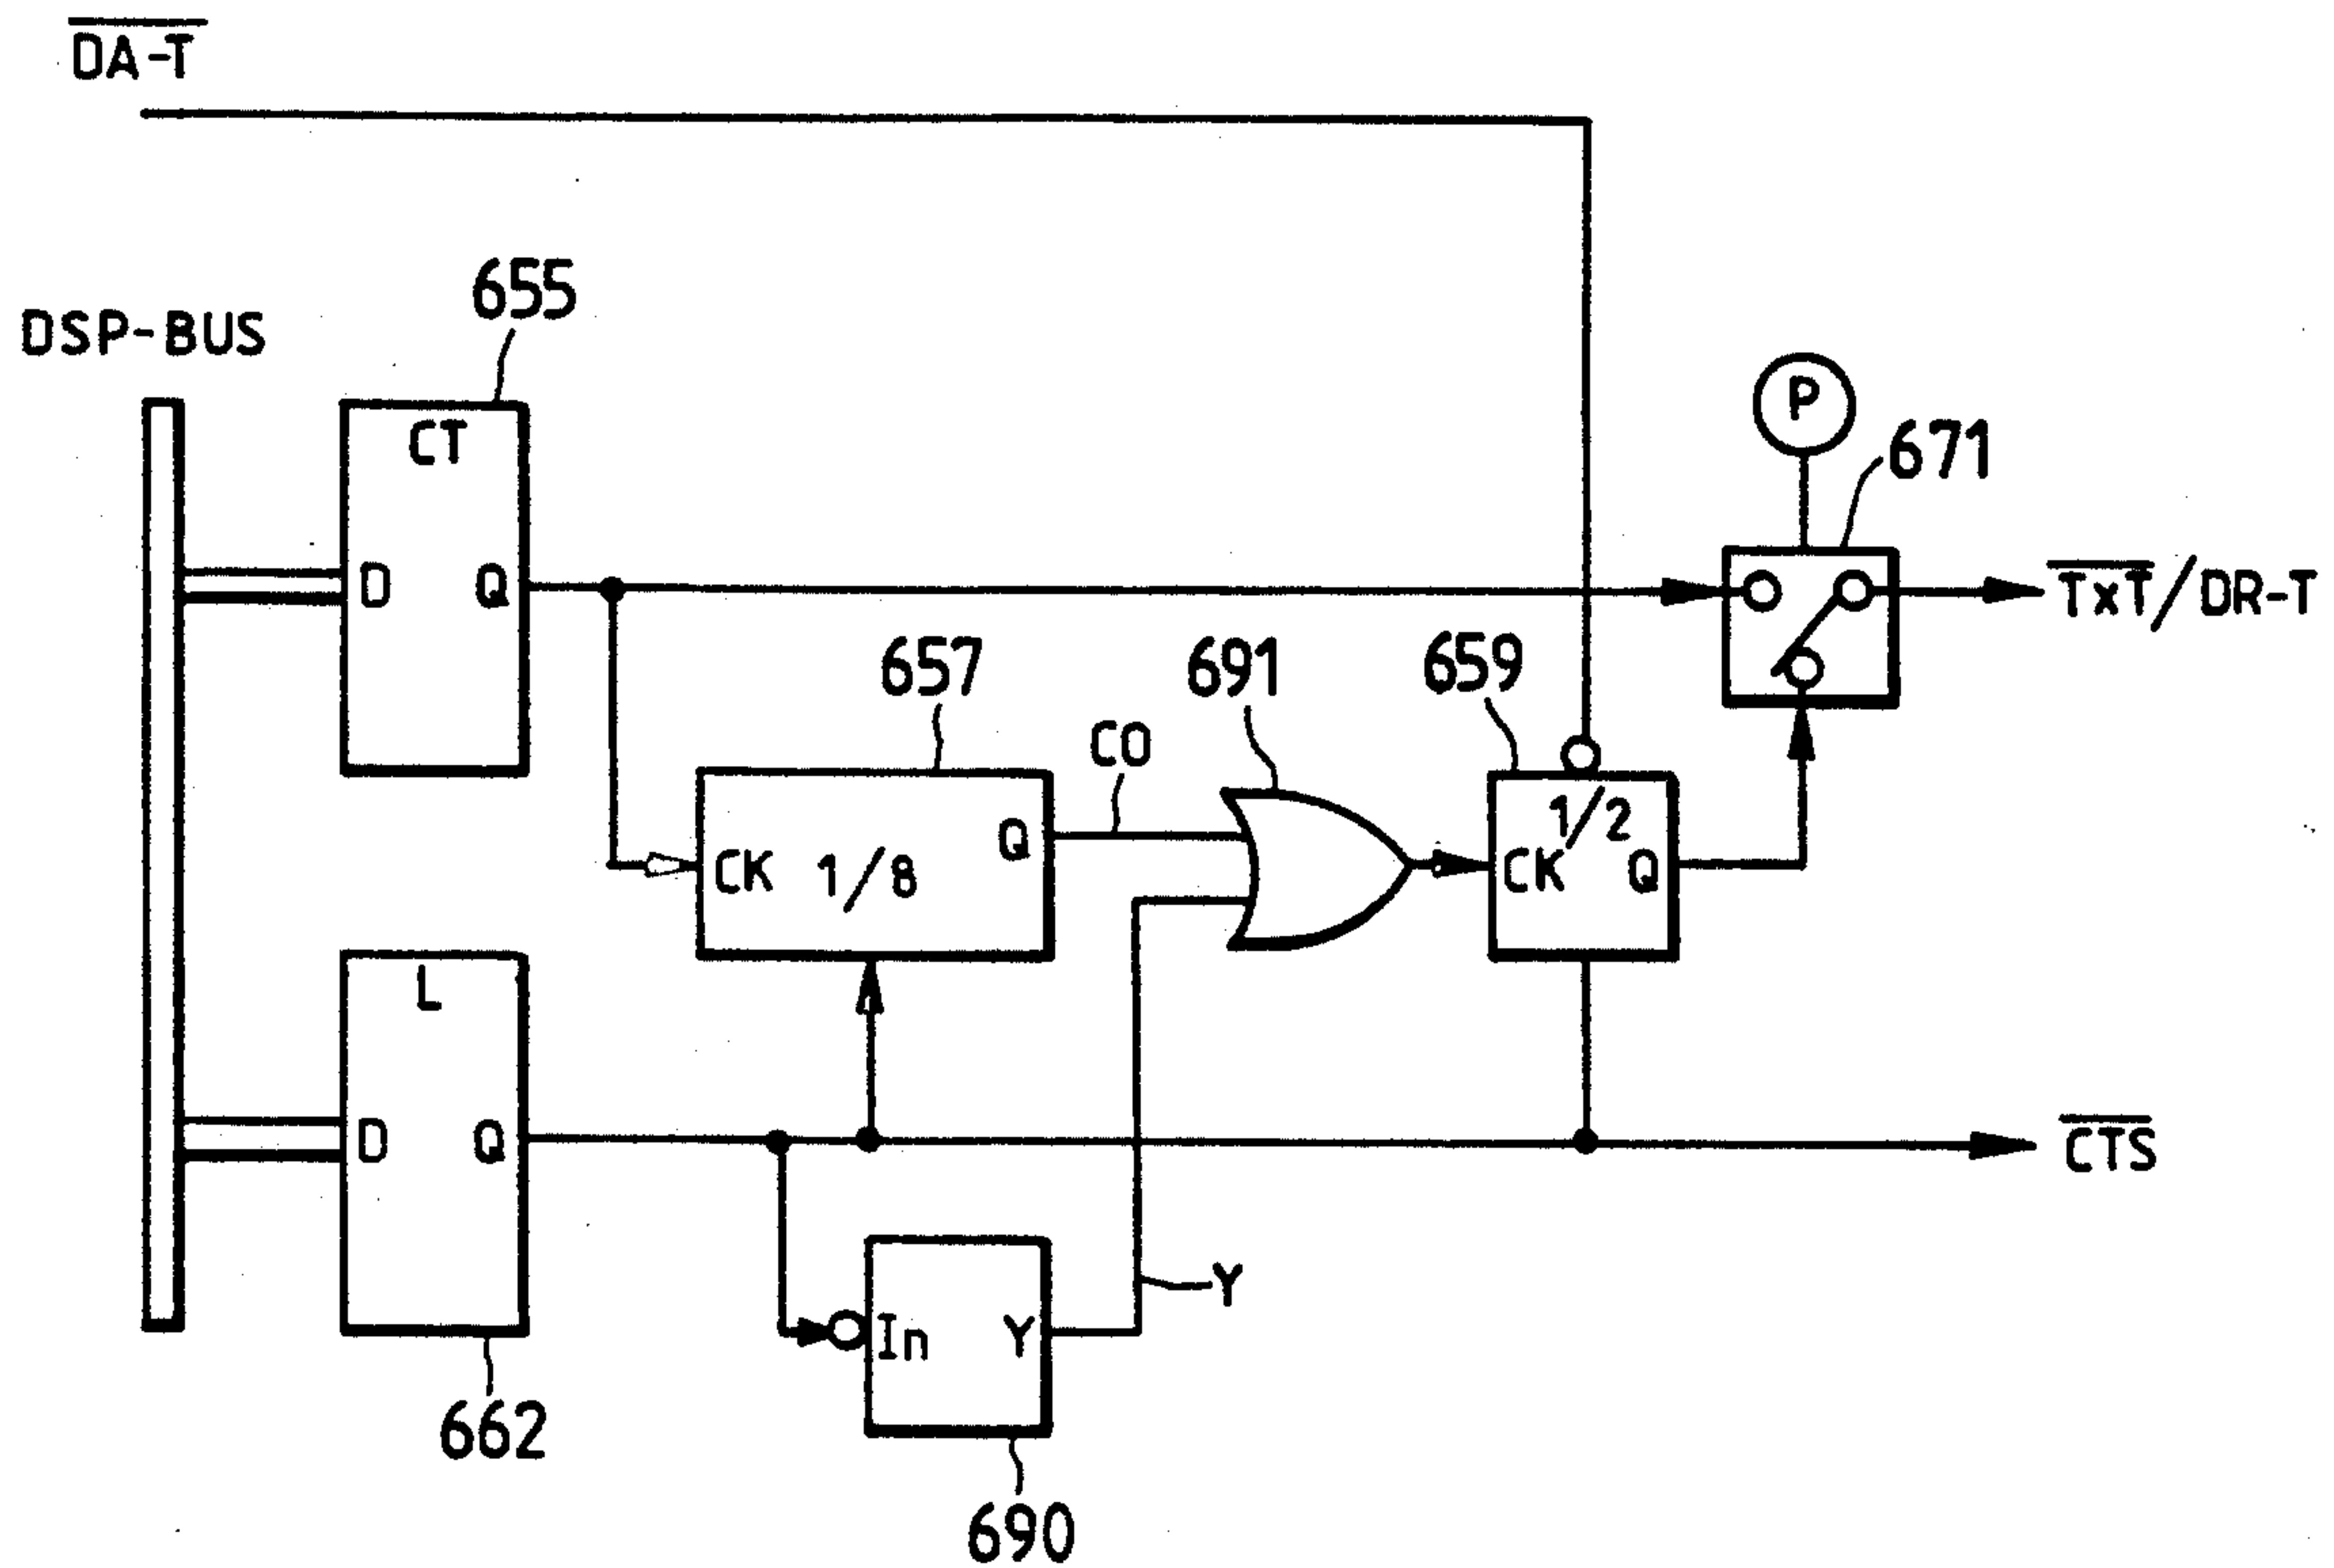 DA-T
DSP-BUS
655
CT
D Q
P
671
TxT/DR-T
657
691
659
CO
CK 1/8 Q
1/2
CK Q
L
D Q
CTS
In Y
Y
662
690